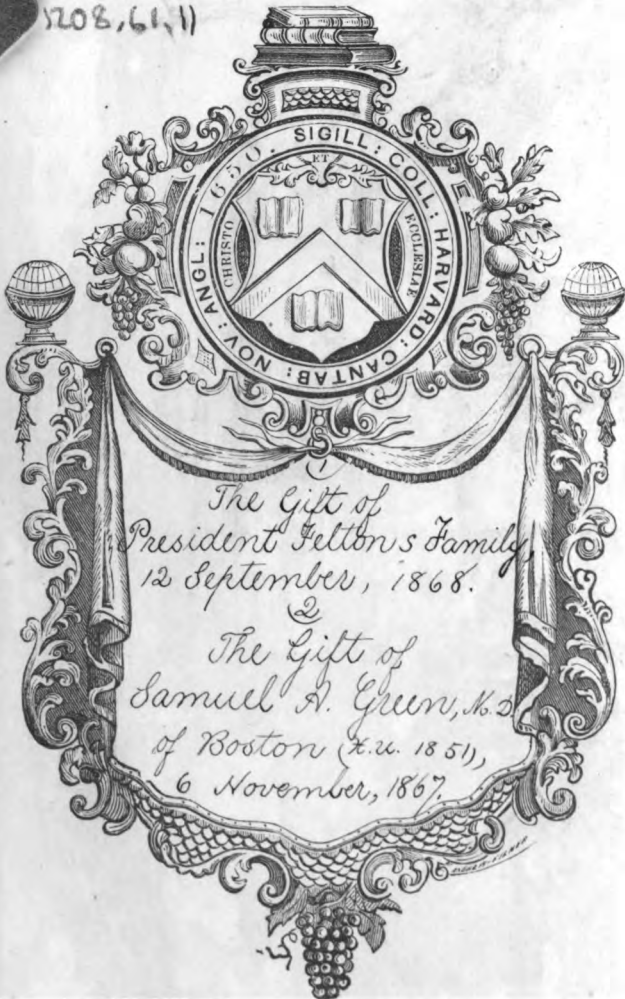 1208,61,11
SIGILL: COLL: HARVARD: CANTAB: NOV: ANGL: 1650.
ET
CHRISTO
ECCLESIAE
1
The Gift of
President Feltons Family,
12 September, 1868.
2
The Gift of
Samuel A. Green, M.D
of Boston (H.U. 1851),
6 November, 1867.